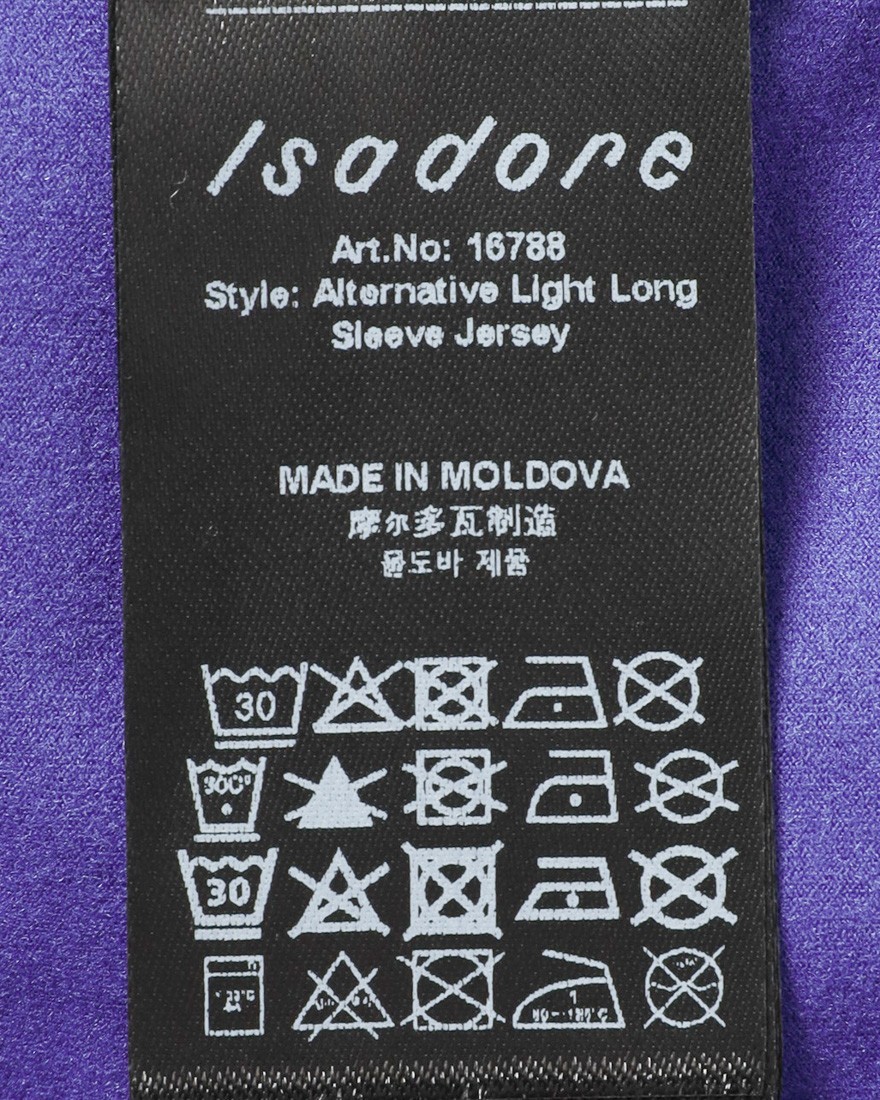 Isadore
Art.No: 16788
Style: Alternative Light Long
Sleeve Jersey
MADE IN MOLDOVA
摩尔多瓦制造
몰도바 제품
30
30